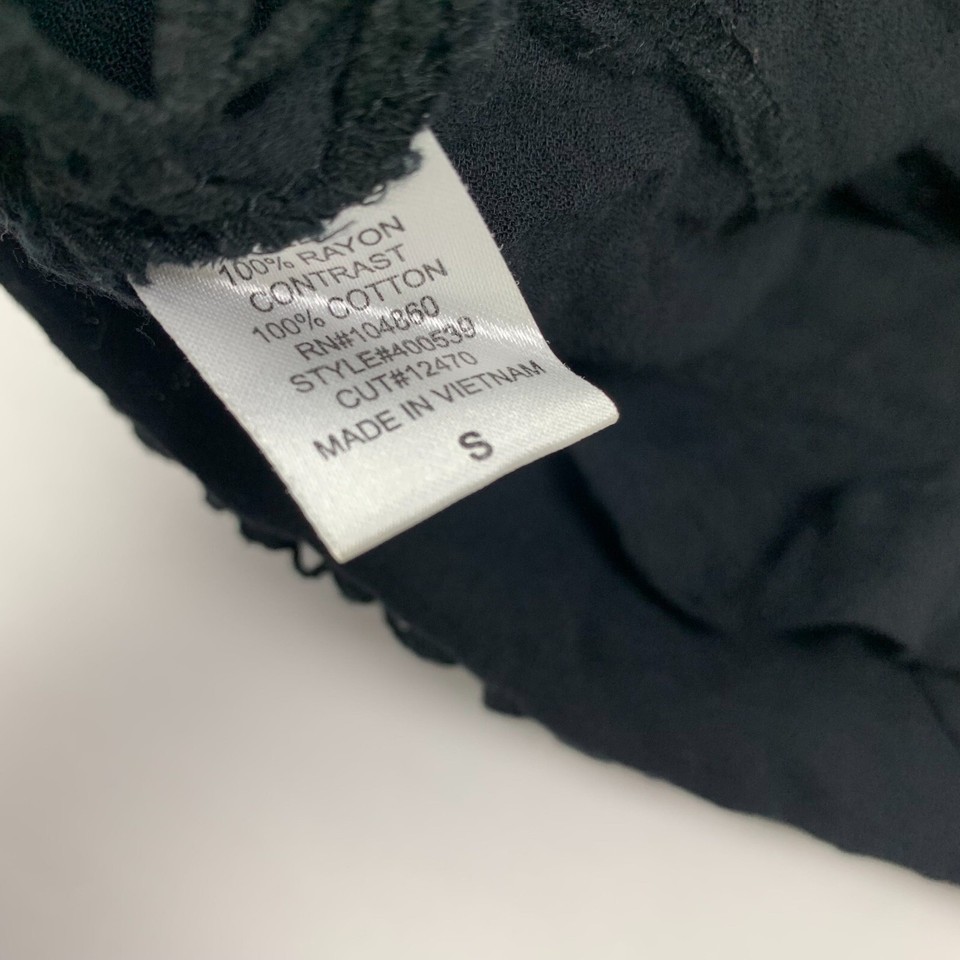 100% RAYON
CONTRAST
100% COTTON
RN#104860
STYLE#400539
CUT#12470
MADE IN VIETNAM
S